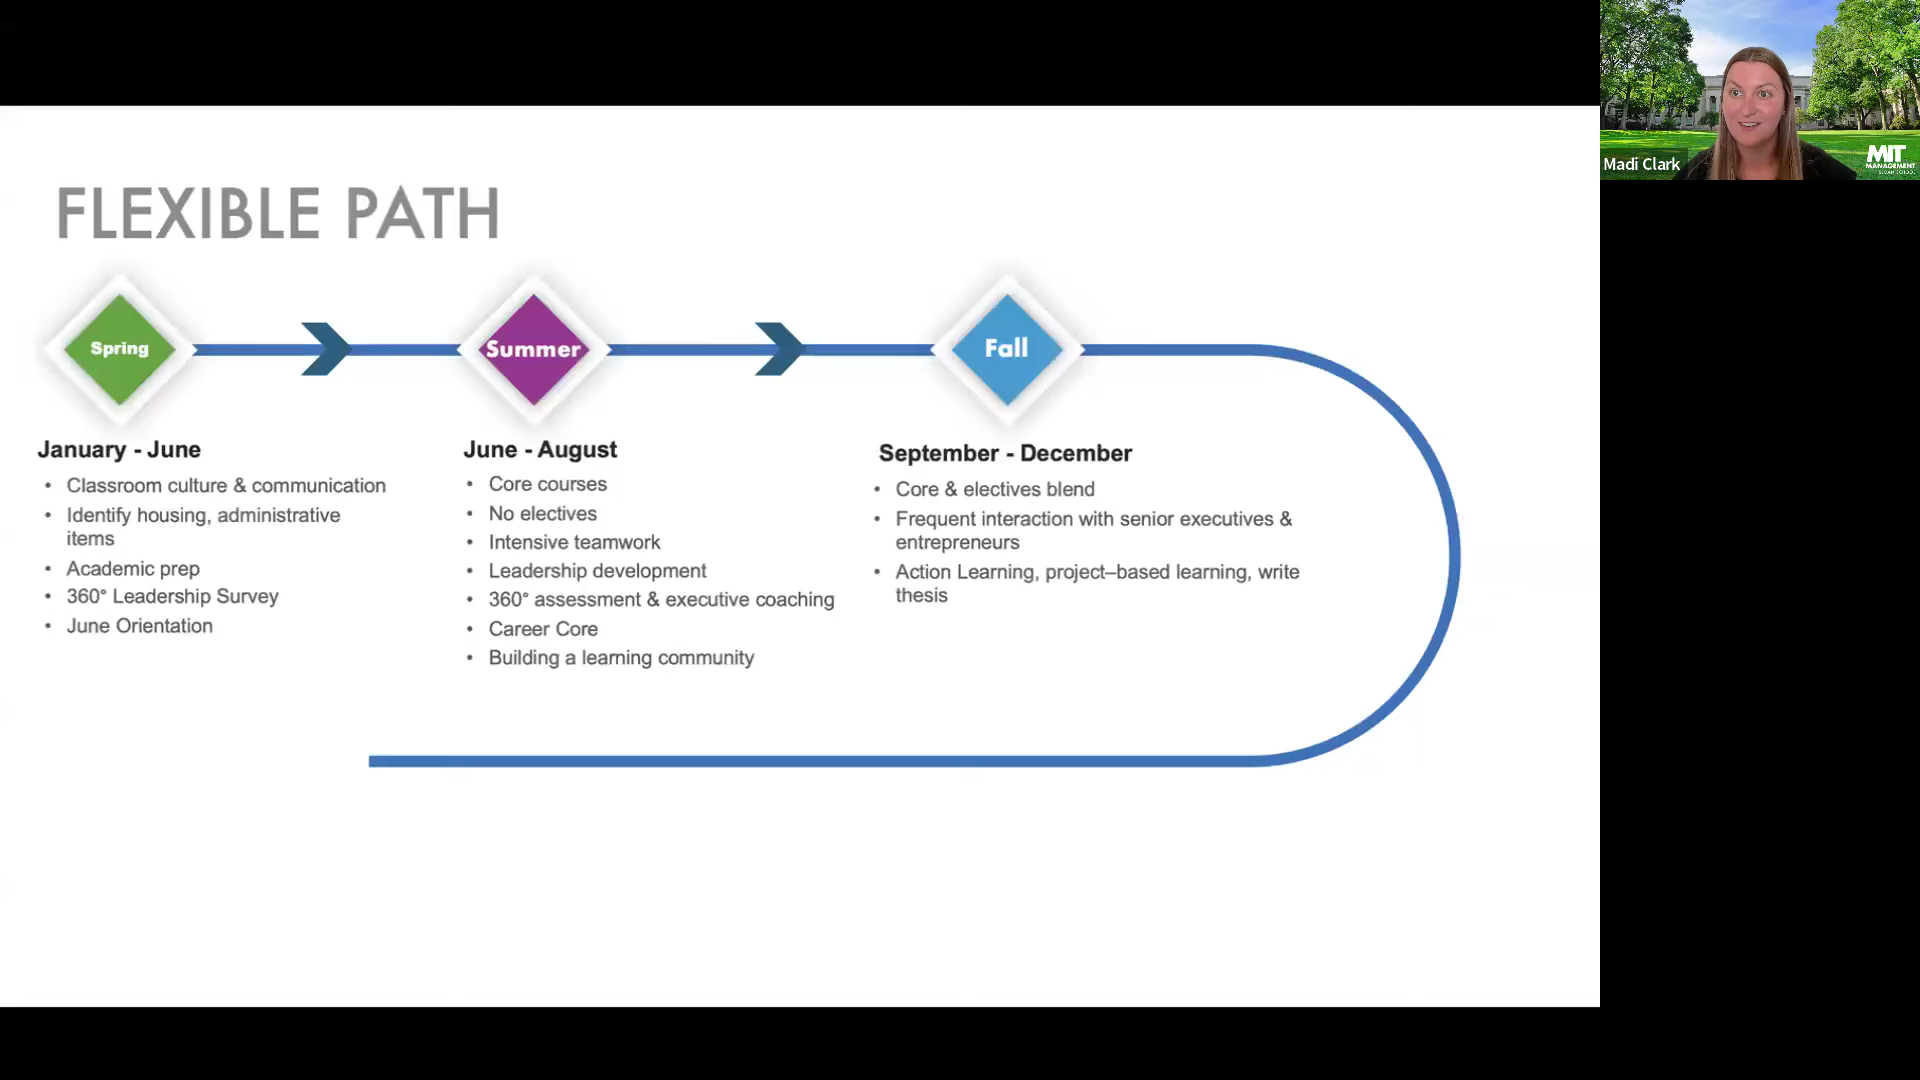 FLEXIBLE PATH
Spring
Summer
Fall
January - June
• Classroom culture & communication
• Identify housing, administrative
items
• Academic prep
• 360° Leadership Survey
• June Orientation
June - August
• Core courses
• No electives
• Intensive teamwork
• Leadership development
• 360° assessment & executive coaching
• Career Core
• Building a learning community
September - December
• Core & electives blend
• Frequent interaction with senior executives &
entrepreneurs
• Action Learning, project–based learning, write
thesis
Madi Clark
MIT
MANAGEMENT
SLOAN SCHOOL